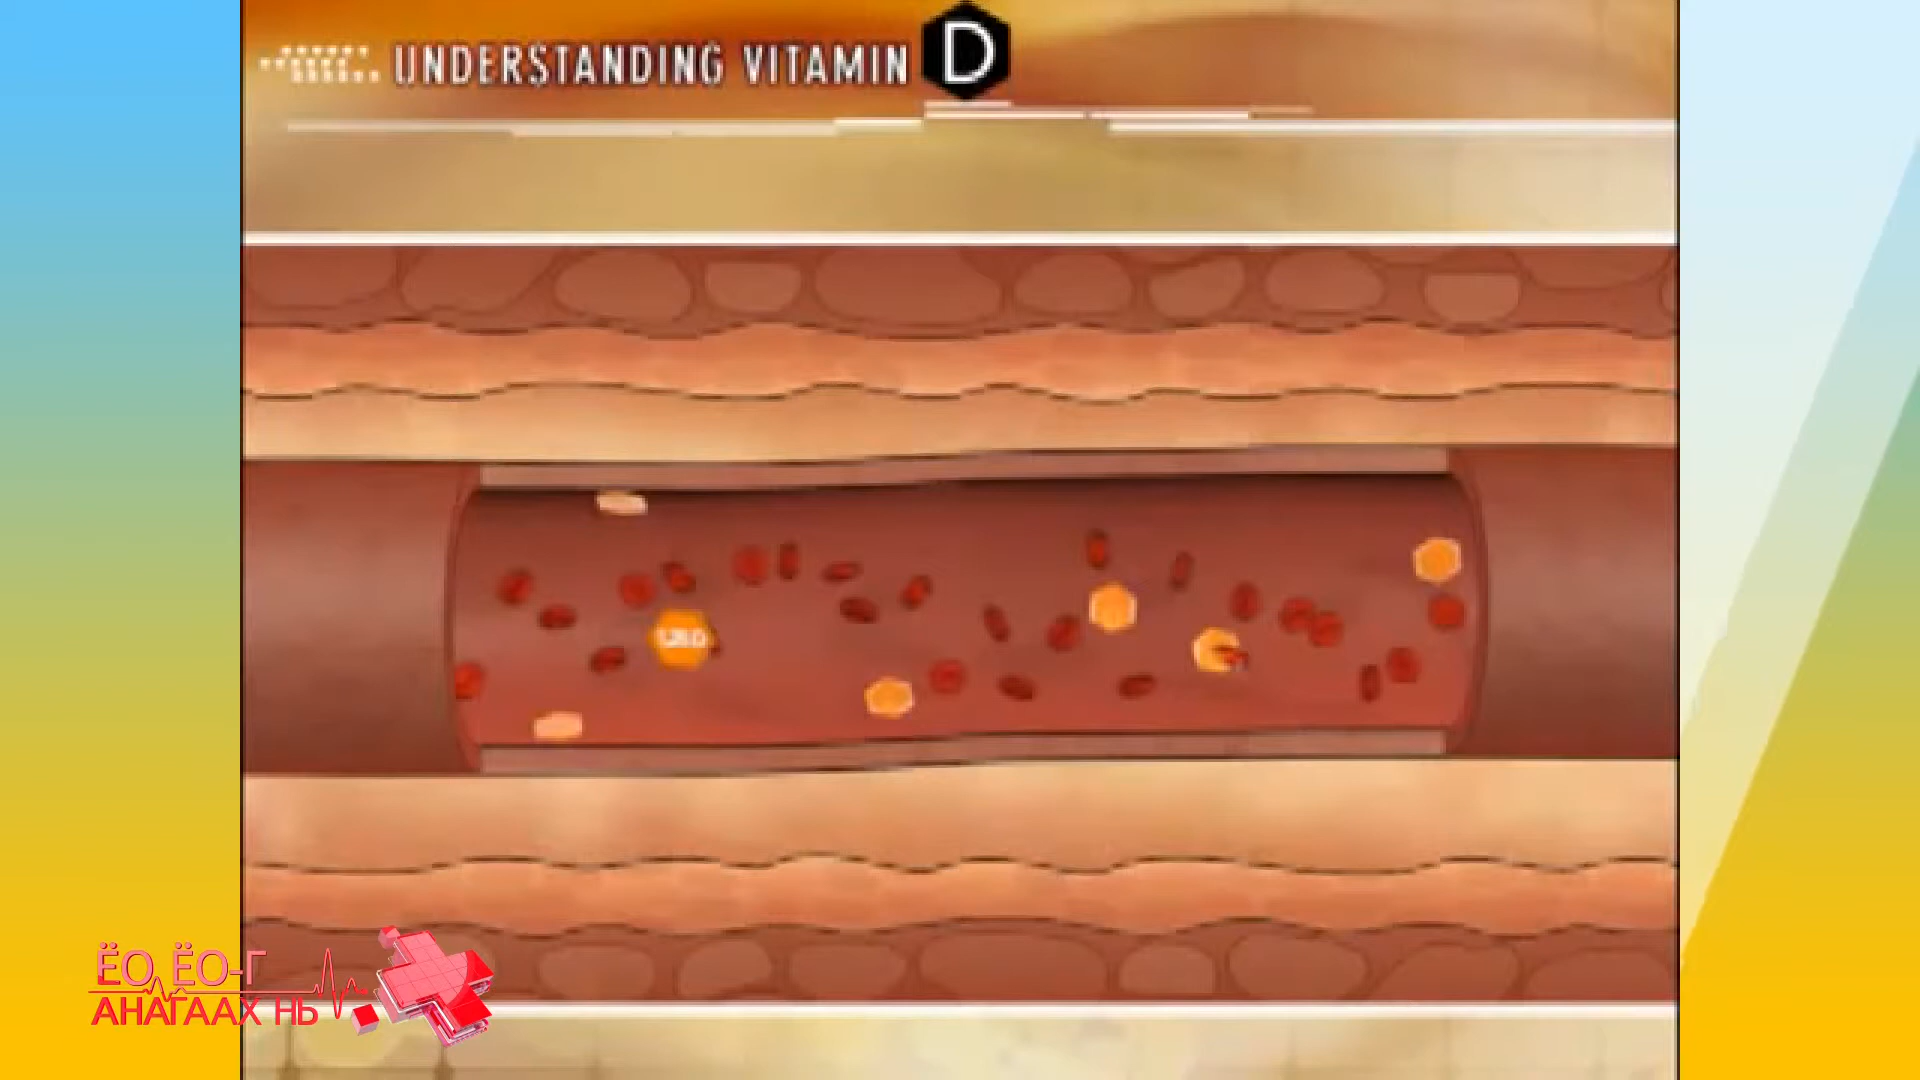 UNDERSTANDING VITAMIN D
ЁО, ЁО-Г
АНАГААХ НЬ